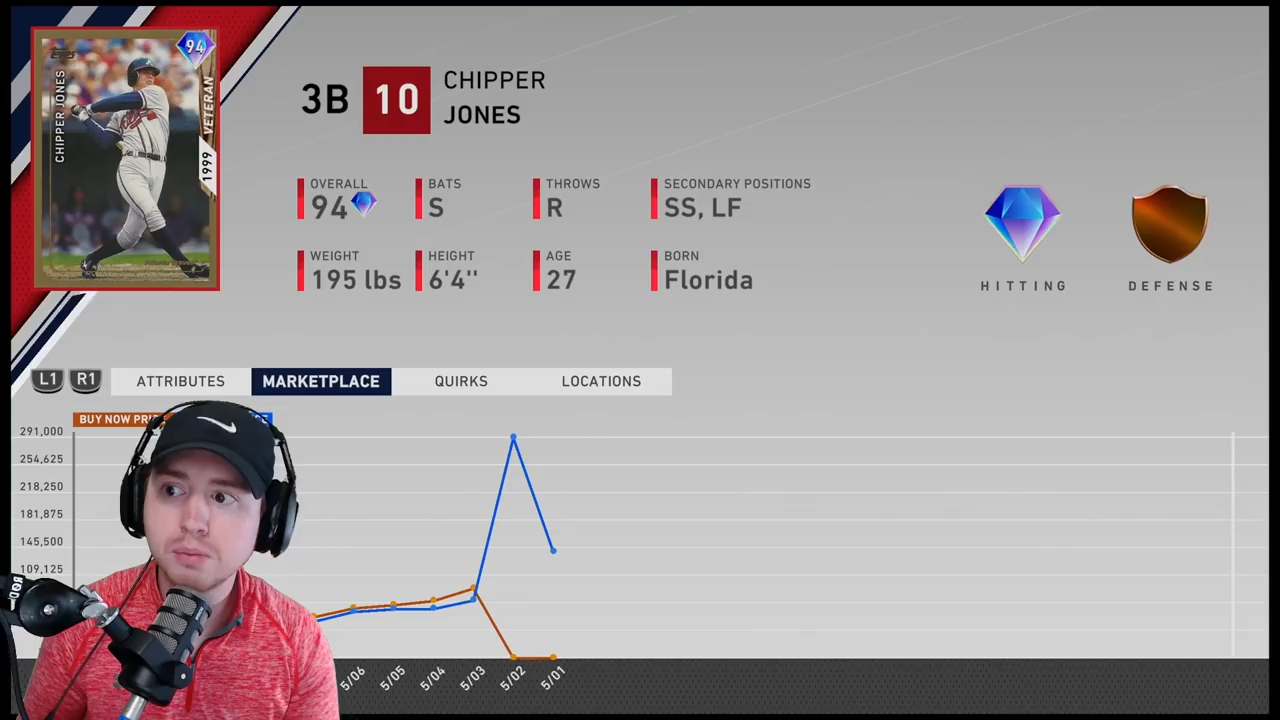 94
Topps
CHIPPER JONES
VETERAN
1999
3B
10
CHIPPER
JONES
OVERALL
94
BATS
S
THROWS
R
SECONDARY POSITIONS
SS, LF
WEIGHT
195 lbs
HEIGHT
6'4''
AGE
27
BORN
Florida
HITTING
DEFENSE
L1
R1
ATTRIBUTES
MARKETPLACE
QUIRKS
LOCATIONS
BUY NOW
291,000
254,625
218,250
181,875
145,500
109,125
5/06
5/05
5/04
5/03
5/02
5/01